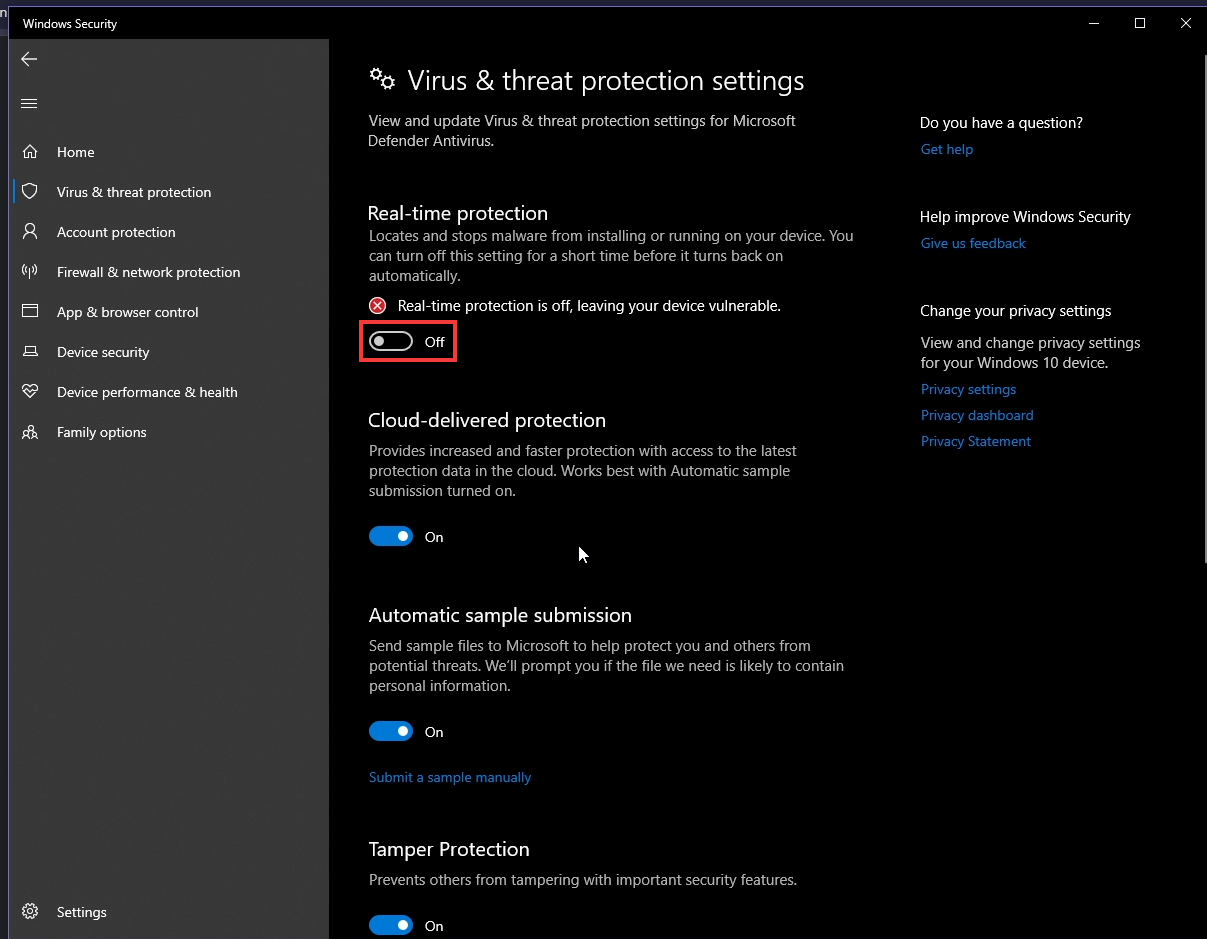 n
Windows Security
Home
Virus & threat protection
Account protection
Firewall & network protection
App & browser control
Device security
Device performance & health
Family options
Settings
Virus & threat protection settings
View and update Virus & threat protection settings for Microsoft
Defender Antivirus.
Real-time protection
Locates and stops malware from installing or running on your device. You
can turn off this setting for a short time before it turns back on
automatically.
Real-time protection is off, leaving your device vulnerable.
Off
Cloud-delivered protection
Provides increased and faster protection with access to the latest
protection data in the cloud. Works best with Automatic sample
submission turned on.
On
Automatic sample submission
Send sample files to Microsoft to help protect you and others from
potential threats. We’ll prompt you if the file we need is likely to contain
personal information.
On
Submit a sample manually
Tamper Protection
Prevents others from tampering with important security features.
On
Do you have a question?
Get help
Help improve Windows Security
Give us feedback
Change your privacy settings
View and change privacy settings
for your Windows 10 device.
Privacy settings
Privacy dashboard
Privacy Statement